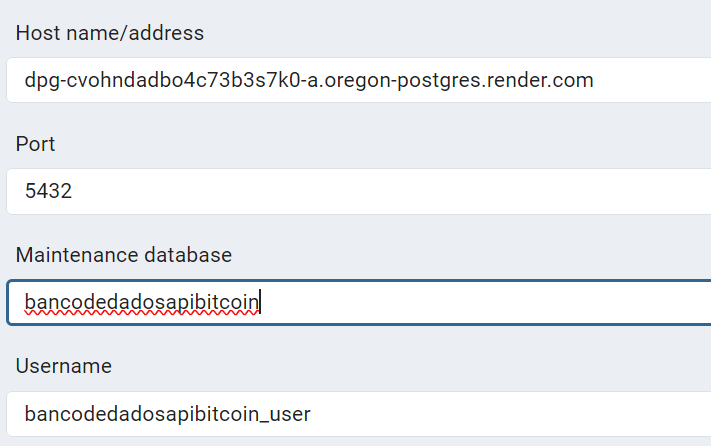 Host name/address
dpg-cvohndadbo4c73b3s7k0-a.oregon-postgres.render.com
Port
5432
Maintenance database
bancodedadosapibitcoin
Username
bancodedadosapibitcoin_user